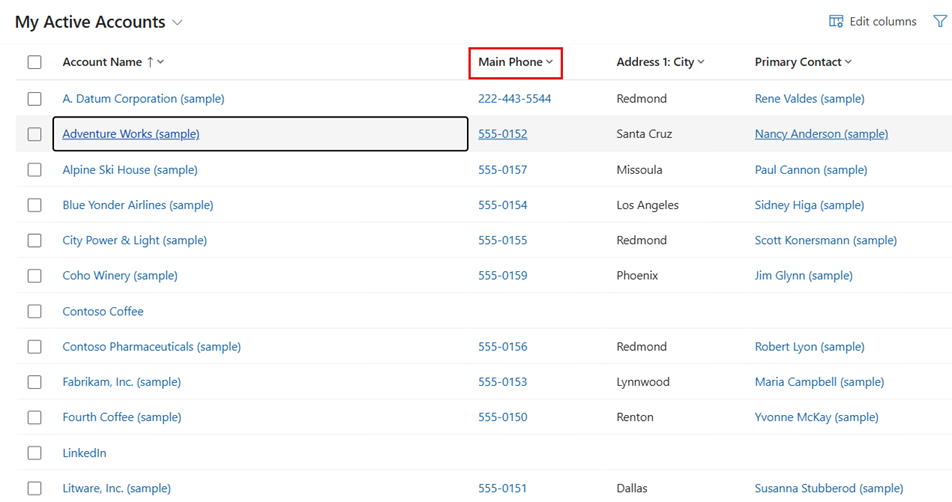 My Active Accounts
Edit columns
Account Name Main Phone Address 1: City Primary Contact
A. Datum Corporation (sample) 222-443-5544 Redmond Rene Valdes (sample)
Adventure Works (sample) 555-0152 Santa Cruz Nancy Anderson (sample)
Alpine Ski House (sample) 555-0157 Missoula Paul Cannon (sample)
Blue Yonder Airlines (sample) 555-0154 Los Angeles Sidney Higa (sample)
City Power & Light (sample) 555-0155 Redmond Scott Konersmann (sample)
Coho Winery (sample) 555-0159 Phoenix Jim Glynn (sample)
Contoso Coffee
Contoso Pharmaceuticals (sample) 555-0156 Redmond Robert Lyon (sample)
Fabrikam, Inc. (sample) 555-0153 Lynnwood Maria Campbell (sample)
Fourth Coffee (sample) 555-0150 Renton Yvonne McKay (sample)
LinkedIn
Litware, Inc. (sample) 555-0151 Dallas Susanna Stubberod (sample)